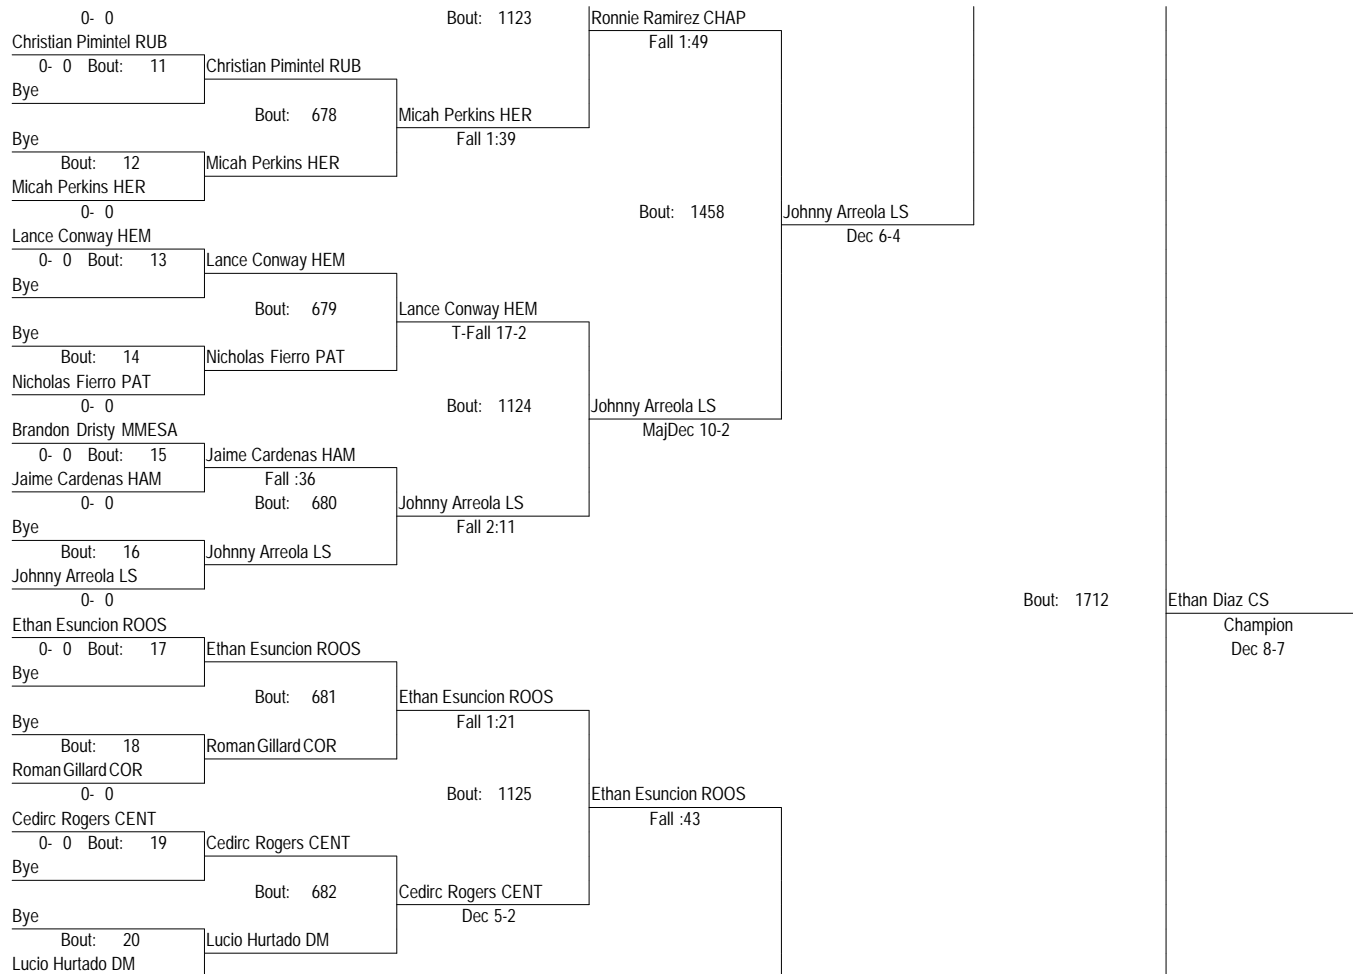 0- 0 Bout: 1123 Ronnie Ramirez CHAP
Christian Pimintel RUB Fall 1:49
0- 0 Bout: 11 Christian Pimintel RUB
Bye
Bout: 678 Micah Perkins HER
Bye Fall 1:39
Bout: 12 Micah Perkins HER
Micah Perkins HER
0- 0 Bout: 1458 Johnny Arreola LS
Lance Conway HEM Dec 6-4
0- 0 Bout: 13 Lance Conway HEM
Bye
Bout: 679 Lance Conway HEM
Bye T-Fall 17-2
Bout: 14 Nicholas Fierro PAT
Nicholas Fierro PAT
0- 0 Bout: 1124 Johnny Arreola LS
Brandon Dristy MMESA MajDec 10-2
0- 0 Bout: 15 Jaime Cardenas HAM
Jaime Cardenas HAM Fall :36
0- 0 Bout: 680 Johnny Arreola LS
Bye Fall 2:11
Bout: 16 Johnny Arreola LS
Johnny Arreola LS
0- 0 Bout: 1712 Ethan Diaz CS
Ethan Esuncion ROOS Champion
0- 0 Bout: 17 Ethan Esuncion ROOS Dec 8-7
Bye
Bout: 681 Ethan Esuncion ROOS
Bye Fall 1:21
Bout: 18 Roman Gillard COR
Roman Gillard COR
0- 0 Bout: 1125 Ethan Esuncion ROOS
Cedirc Rogers CENT Fall :43
0- 0 Bout: 19 Cedirc Rogers CENT
Bye
Bout: 682 Cedirc Rogers CENT
Bye Dec 5-2
Bout: 20 Lucio Hurtado DM
Lucio Hurtado DM